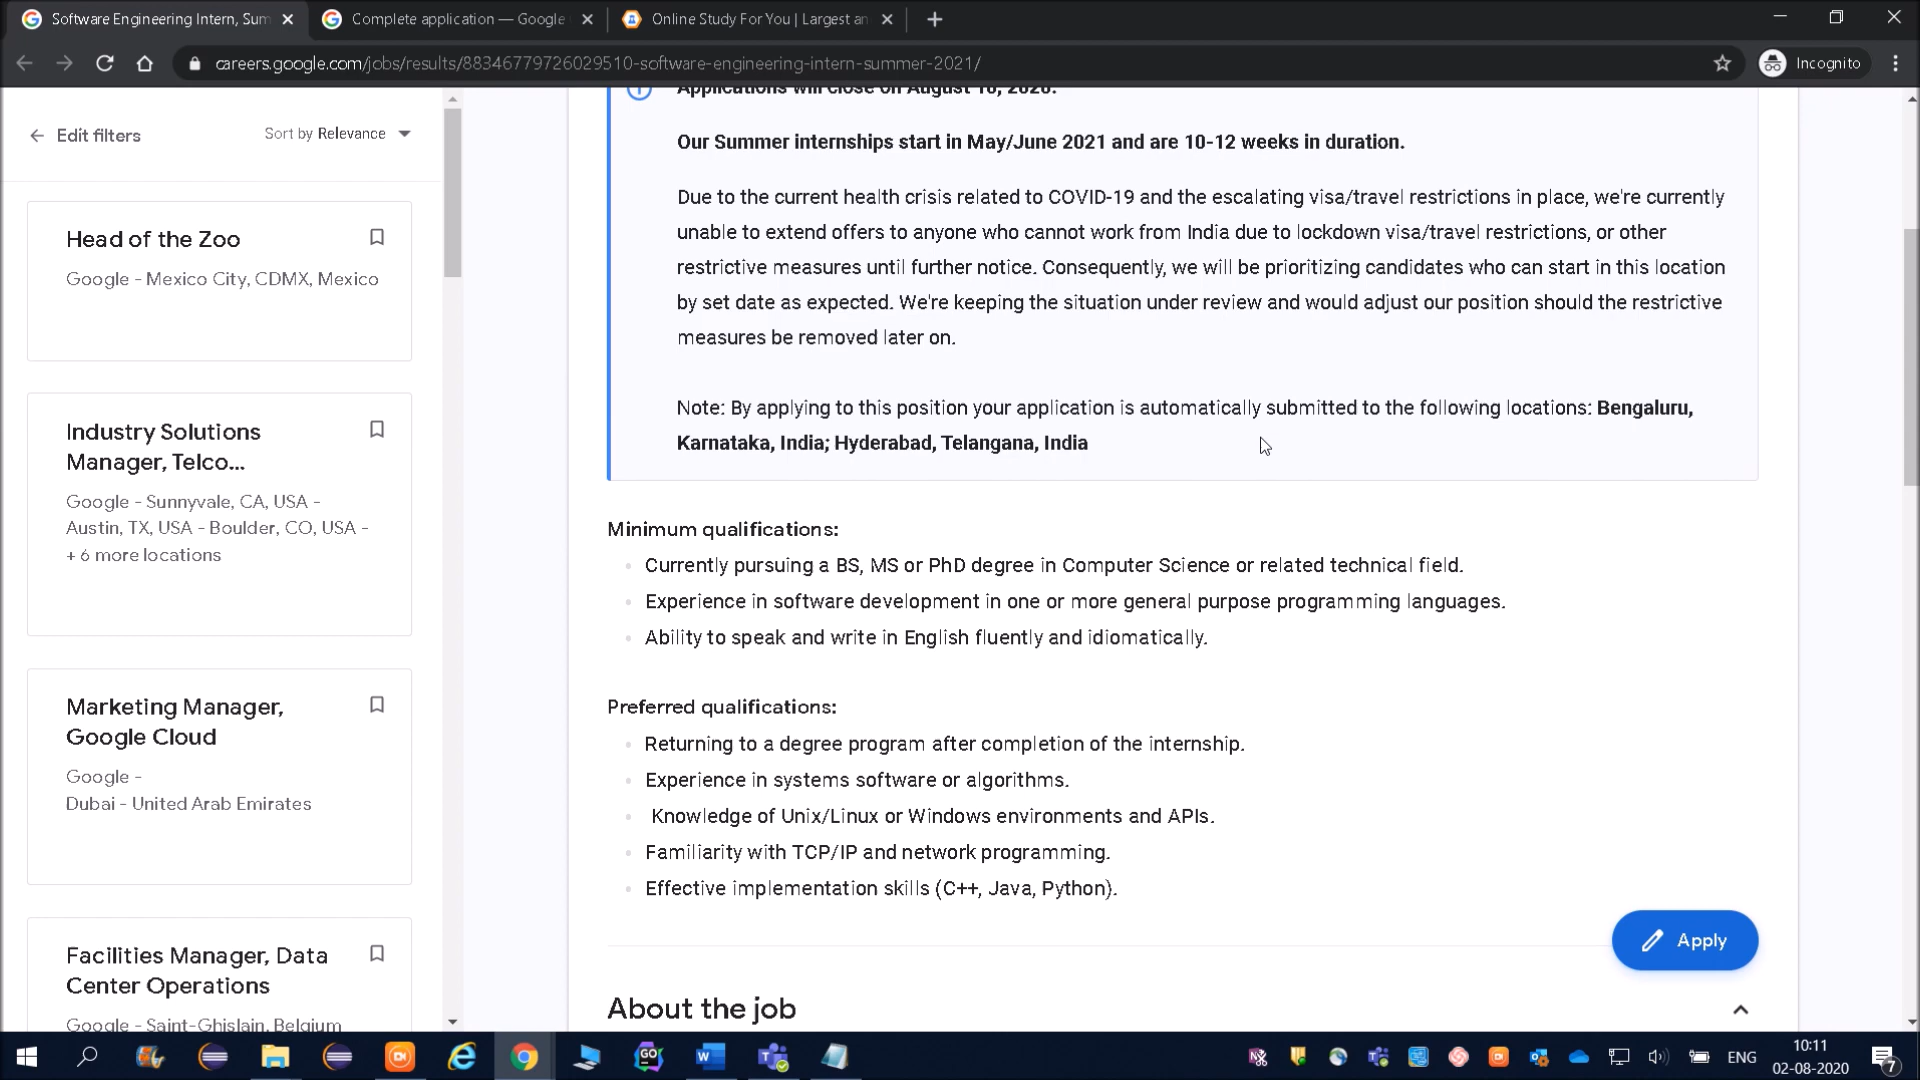 Software Engineering Intern, Sum
Complete application — Google
Online Study For You | Largest an
careers.google.com/jobs/results/88346779726029510-software-engineering-intern-summer-2021/
Incognito
Edit filters
Sort by Relevance
Head of the Zoo
Google - Mexico City, CDMX, Mexico
Industry Solutions
Manager, Telco...
Google - Sunnyvale, CA, USA -
Austin, TX, USA - Boulder, CO, USA -
+ 6 more locations
Marketing Manager,
Google Cloud
Google -
Dubai - United Arab Emirates
Facilities Manager, Data
Center Operations
Google - Saint-Ghislain, Belgium
Applications will close on August
Our Summer internships start in May/June 2021 and are 10-12 weeks in duration.
Due to the current health crisis related to COVID-19 and the escalating visa/travel restrictions in place, we're currently
unable to extend offers to anyone who cannot work from India due to lockdown visa/travel restrictions, or other
restrictive measures until further notice. Consequently, we will be prioritizing candidates who can start in this location
by set date as expected. We're keeping the situation under review and would adjust our position should the restrictive
measures be removed later on.
Note: By applying to this position your application is automatically submitted to the following locations: Bengaluru,
Karnataka, India; Hyderabad, Telangana, India
Minimum qualifications:
Currently pursuing a BS, MS or PhD degree in Computer Science or related technical field.
Experience in software development in one or more general purpose programming languages.
Ability to speak and write in English fluently and idiomatically.
Preferred qualifications:
Returning to a degree program after completion of the internship.
Experience in systems software or algorithms.
Knowledge of Unix/Linux or Windows environments and APIs.
Familiarity with TCP/IP and network programming.
Effective implementation skills (C++, Java, Python).
Apply
About the job
GO
ENG
10:11
02-08-2020
7